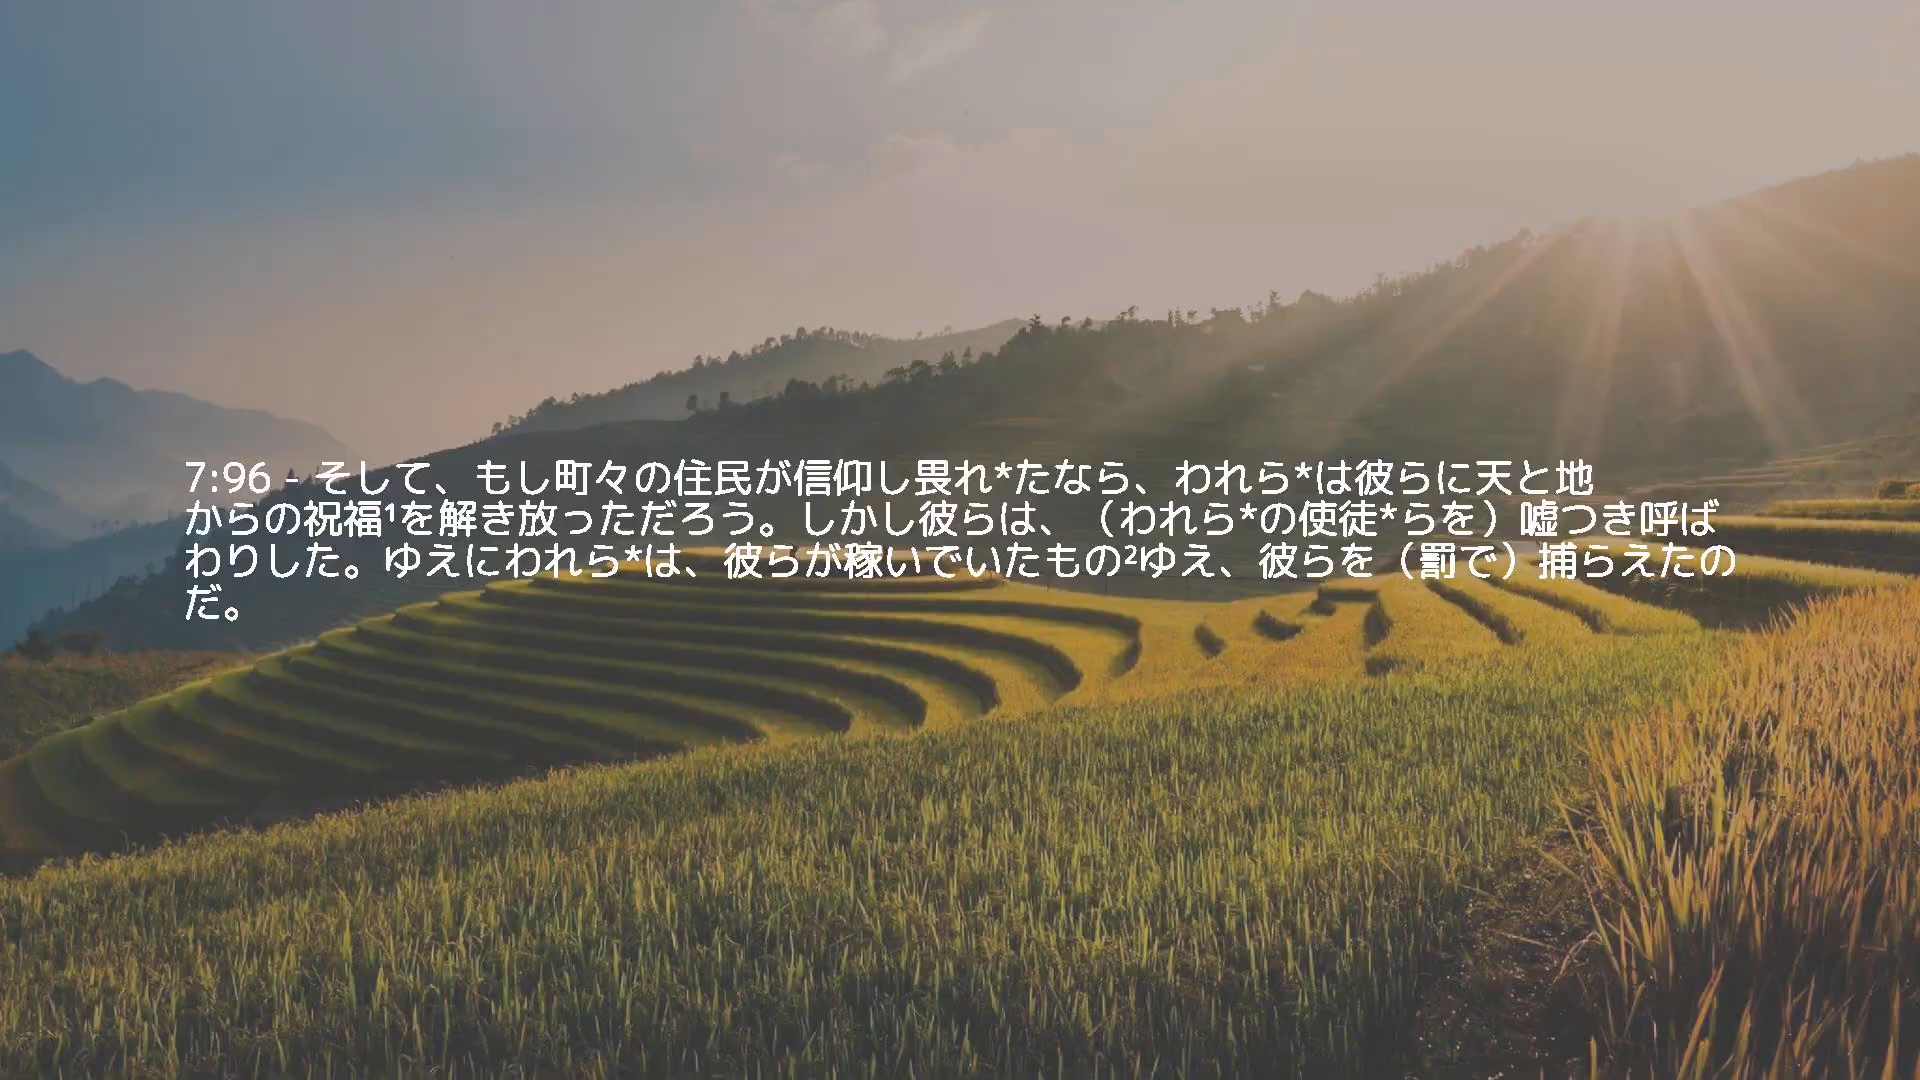 7:96 - そして、もし町々の住民が信仰し畏れ*たなら、われら*は彼らに天と地
からの祝福¹を解き放っただろう。しかし彼らは、（われら*の使徒*らを）嘘つき呼ば
わりした。ゆえにわれら*は、彼らが稼いでいたもの²ゆえ、彼らを（罰で）捕らえたの
だ。